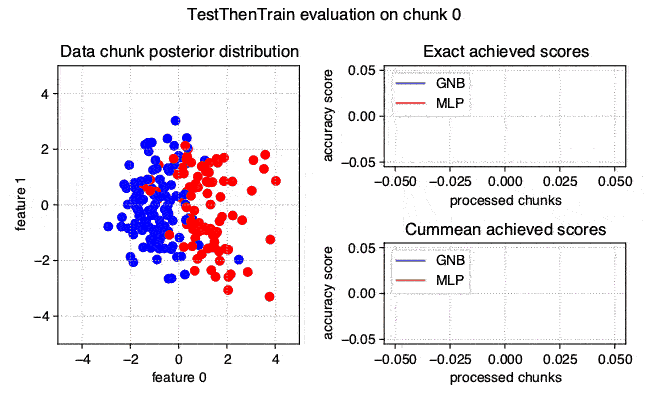 TestThenTrain evaluation on chunk 0
Data chunk posterior distribution
4
2
0
−2
−4
feature 1
−4 −2 0 2 4
feature 0
Exact achieved scores
0.05
0.00
−0.05
accuracy score
GNB
MLP
−0.050 −0.025 0.000 0.025 0.050
processed chunks
Cummean achieved scores
0.05
0.00
−0.05
accuracy score
GNB
MLP
−0.050 −0.025 0.000 0.025 0.050
processed chunks